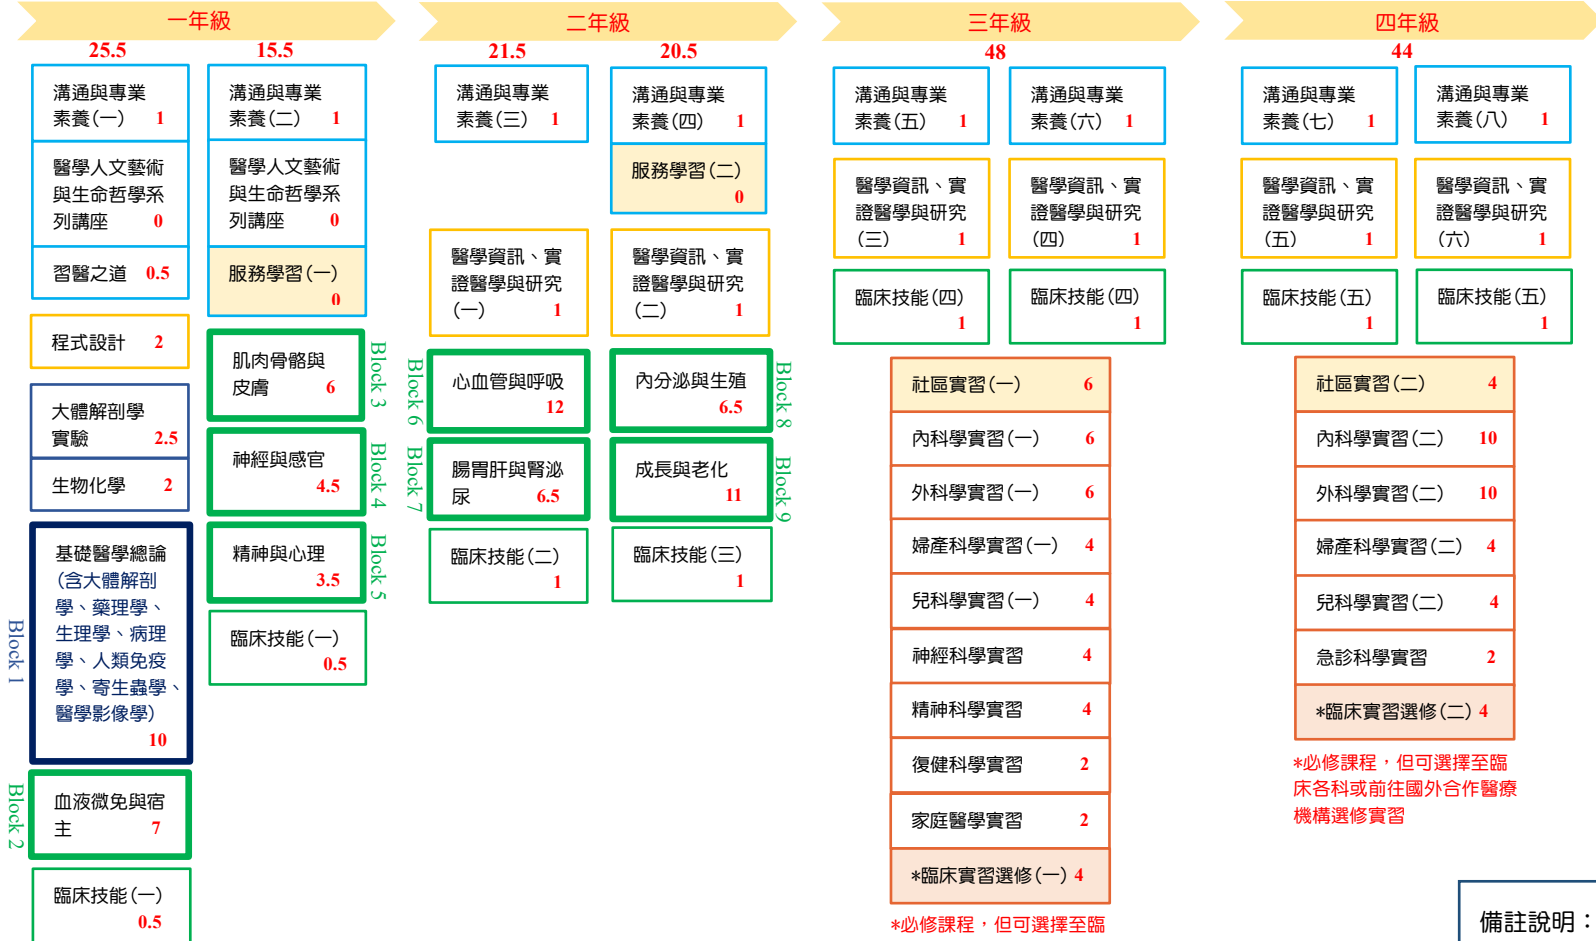 一年級
二年級
三年級
四年級
25.5
15.5
21.5
20.5
48
44
溝通與專業
素養(一) 1
醫學人文藝術
與生命哲學系
列講座 0
習醫之道 0.5
程式設計 2
大體解剖學
實驗 2.5
生物化學 2
Block 1
基礎醫學總論
(含大體解剖
學、藥理學、
生理學、病理
學、人類免疫
學、寄生蟲學、
醫學影像學)
10
Block 2
血液微免與宿
主 7
臨床技能(一)
0.5
溝通與專業
素養(二) 1
醫學人文藝術
與生命哲學系
列講座 0
服務學習(一)
0
肌肉骨骼與
皮膚 6
Block 3
神經與感官
4.5
Block 4
精神與心理
3.5
Block 5
臨床技能(一)
0.5
溝通與專業
素養(三) 1
醫學資訊、實
證醫學與研究
(一) 1
Block 6
心血管與呼吸
12
Block 7
腸胃肝與腎泌
尿 6.5
臨床技能(二)
1
溝通與專業
素養(四) 1
服務學習(二)
0
醫學資訊、實
證醫學與研究
(二) 1
內分泌與生殖
6.5
Block 8
成長與老化
11
Block 9
臨床技能(三)
1
溝通與專業
素養(五) 1
醫學資訊、實
證醫學與研究
(三) 1
臨床技能(四)
1
溝通與專業
素養(六) 1
醫學資訊、實
證醫學與研究
(四) 1
臨床技能(四)
1
社區實習(一) 6
內科學實習(一) 6
外科學實習(一) 6
婦產科學實習(一) 4
兒科學實習(一) 4
神經科學實習 4
精神科學實習 4
復健科學實習 2
家庭醫學實習 2
*臨床實習選修(一) 4
*必修課程，但可選擇至臨
溝通與專業
素養(七) 1
醫學資訊、實
證醫學與研究
(五) 1
臨床技能(五)
1
溝通與專業
素養(八) 1
醫學資訊、實
證醫學與研究
(六) 1
臨床技能(五)
1
社區實習(二) 4
內科學實習(二) 10
外科學實習(二) 10
婦產科學實習(二) 4
兒科學實習(二) 4
急診科學實習 2
*臨床實習選修(二) 4
*必修課程，但可選擇至臨
床各科或前往國外合作醫療
機構選修實習
備註說明：